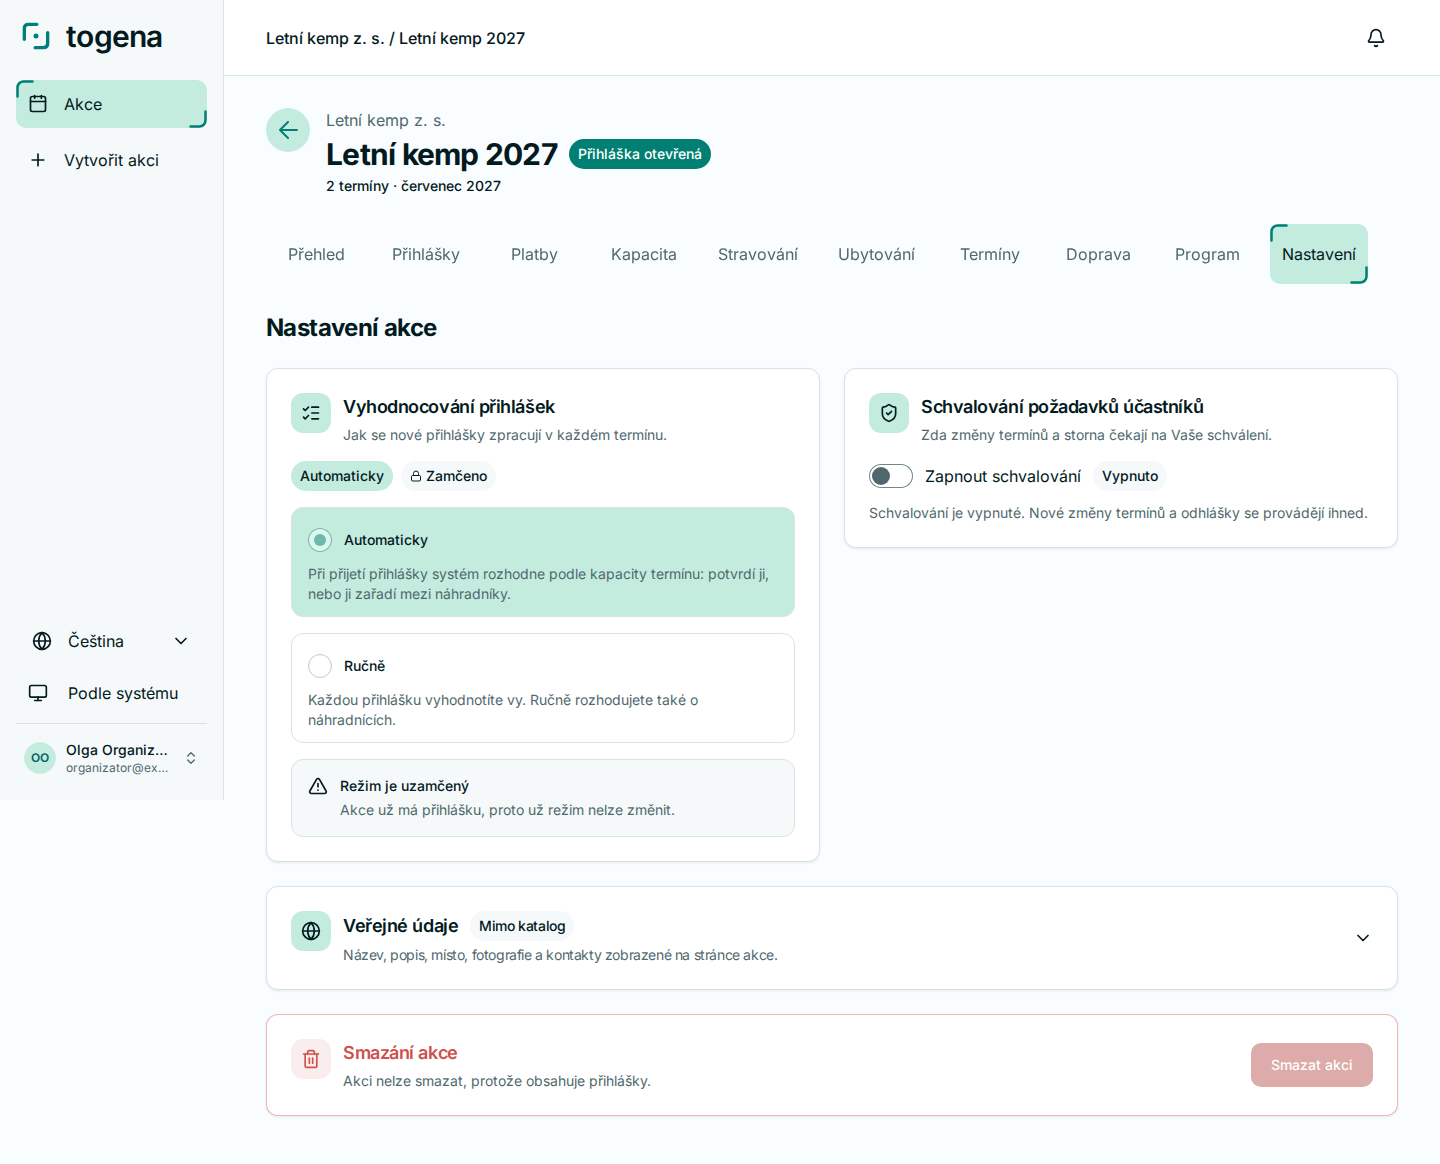 togena
Akce
Vytvořit akci
Čeština
Podle systému
OO
Olga Organiz...
organizator@ex...
Letní kemp z. s. / Letní kemp 2027
Letní kemp z. s.
Letní kemp 2027
Přihláška otevřená
2 termíny · červenec 2027
Přehled
Přihlášky
Platby
Kapacita
Stravování
Ubytování
Termíny
Doprava
Program
Nastavení
Nastavení akce
Vyhodnocování přihlášek
Jak se nové přihlášky zpracují v každém termínu.
Automaticky
Zamčeno
Automaticky
Při přijetí přihlášky systém rozhodne podle kapacity termínu: potvrdí ji,
nebo ji zařadí mezi náhradníky.
Ručně
Každou přihlášku vyhodnotíte vy. Ručně rozhodujete také o
náhradnících.
Režim je uzamčený
Akce už má přihlášku, proto už režim nelze změnit.
Schvalování požadavků účastníků
Zda změny termínů a storna čekají na Vaše schválení.
Zapnout schvalování
Vypnuto
Schvalování je vypnuté. Nové změny termínů a odhlášky se provádějí ihned.
Veřejné údaje
Mimo katalog
Název, popis, místo, fotografie a kontakty zobrazené na stránce akce.
Smazání akce
Akci nelze smazat, protože obsahuje přihlášky.
Smazat akci